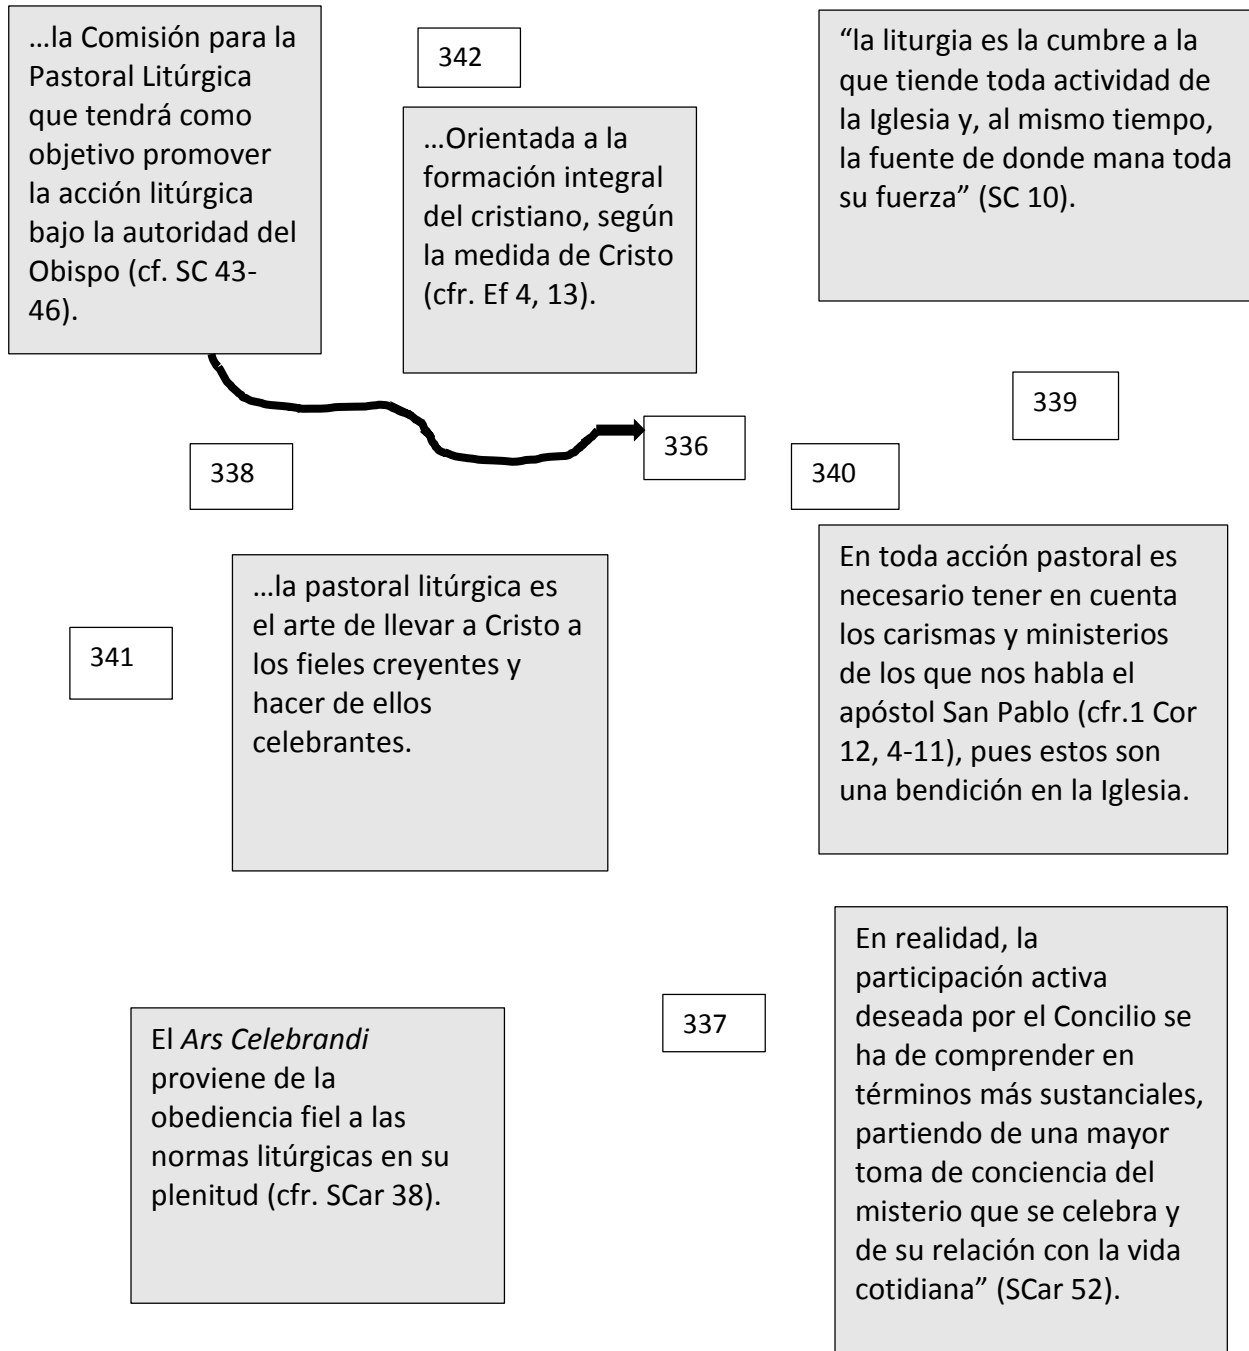 …la Comisión para la
Pastoral Litúrgica
que tendrá como
objetivo promover
la acción litúrgica
bajo la autoridad del
Obispo (cf. SC 43-
46).
342
…Orientada a la
formación integral
del cristiano, según
la medida de Cristo
(cfr. Ef 4, 13).
“la liturgia es la cumbre a la
que tiende toda actividad de
la Iglesia y, al mismo tiempo,
la fuente de donde mana toda
su fuerza” (SC 10).
339
336
338
340
…la pastoral litúrgica es
el arte de llevar a Cristo a
los fieles creyentes y
hacer de ellos
celebrantes.
341
En toda acción pastoral es
necesario tener en cuenta
los carismas y ministerios
de los que nos habla el
apóstol San Pablo (cfr.1 Cor
12, 4-11), pues estos son
una bendición en la Iglesia.
El Ars Celebrandi
proviene de la
obediencia fiel a las
normas litúrgicas en su
plenitud (cfr. SCar 38).
337
En realidad, la
participación activa
deseada por el Concilio se
ha de comprender en
términos más sustanciales,
partiendo de una mayor
toma de conciencia del
misterio que se celebra y
de su relación con la vida
cotidiana” (SCar 52).